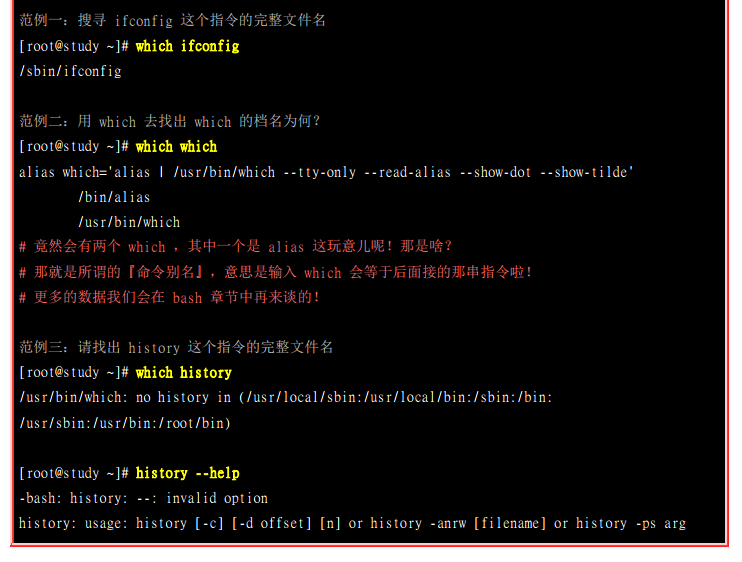 范例一：搜寻 ifconfig 这个指令的完整文件名
[root@study ~]# which ifconfig
/sbin/ifconfig
范例二：用 which 去找出 which 的档名为何？
[root@study ~]# which which
alias which='alias | /usr/bin/which --tty-only --read-alias --show-dot --show-tilde'
/bin/alias
/usr/bin/which
# 竟然会有两个 which ，其中一个是 alias 这玩意儿呢！那是啥？
# 那就是所谓的『命令别名』，意思是输入 which 会等于后面接的那串指令啦！
# 更多的数据我们会在 bash 章节中再来谈的！
范例三：请找出 history 这个指令的完整文件名
[root@study ~]# which history
/usr/bin/which: no history in (/usr/local/sbin:/usr/local/bin:/sbin:/bin:
/usr/sbin:/usr/bin:/root/bin)
[root@study ~]# history --help
-bash: history: --: invalid option
history: usage: history [-c] [-d offset] [n] or history -anrw [filename] or history -ps arg